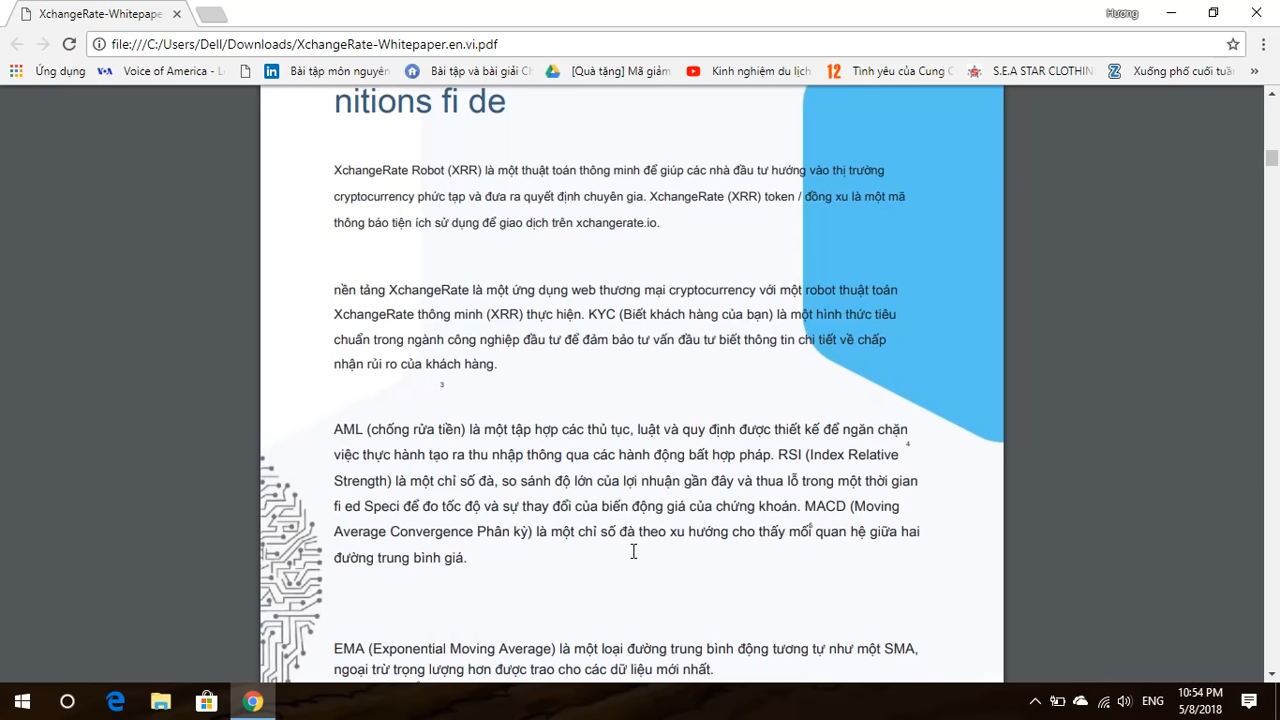 XchangeRate-Whitepaper
Hương
file:///C:/Users/Dell/Downloads/XchangeRate-Whitepaper.en.vi.pdf
Ứng dụng
VOA
Voice of America - L
in
Bài tập môn nguyên
Bài tập và bài giải Ch
[Quà tặng] Mã giảm
Kinh nghiệm du lịch
12
Tình yêu của Cung
S.E.A STAR CLOTHIN
Z
Xuống phố cuối tuần
»
nitions fi de
XchangeRate Robot (XRR) là một thuật toán thông minh để giúp các nhà đầu tư hướng vào thị trường
cryptocurrency phức tạp và đưa ra quyết định chuyên gia. XchangeRate (XRR) token / đồng xu là một mã
thông báo tiện ích sử dụng để giao dịch trên xchangerate.io.
nền tảng XchangeRate là một ứng dụng web thương mại cryptocurrency với một robot thuật toán
XchangeRate thông minh (XRR) thực hiện. KYC (Biết khách hàng của bạn) là một hình thức tiêu
chuẩn trong ngành công nghiệp đầu tư để đảm bảo tư vấn đầu tư biết thông tin chi tiết về chấp
nhận rủi ro của khách hàng.
3
AML (chống rửa tiền) là một tập hợp các thủ tục, luật và quy định được thiết kế để ngăn chặn
4
việc thực hành tạo ra thu nhập thông qua các hành động bất hợp pháp. RSI (Index Relative
Strength) là một chỉ số đà, so sánh độ lớn của lợi nhuận gần đây và thua lỗ trong một thời gian
fi ed Speci để đo tốc độ và sự thay đổi của biến động giá của chứng khoán. MACD (Moving
Average Convergence Phân kỳ) là một chỉ số đà theo xu hướng cho thấy mối quan hệ giữa hai
đường trung bình giá.
EMA (Exponential Moving Average) là một loại đường trung bình động tương tự như một SMA,
ngoại trừ trọng lượng hơn được trao cho các dữ liệu mới nhất.
ENG
10:54 PM
5/8/2018